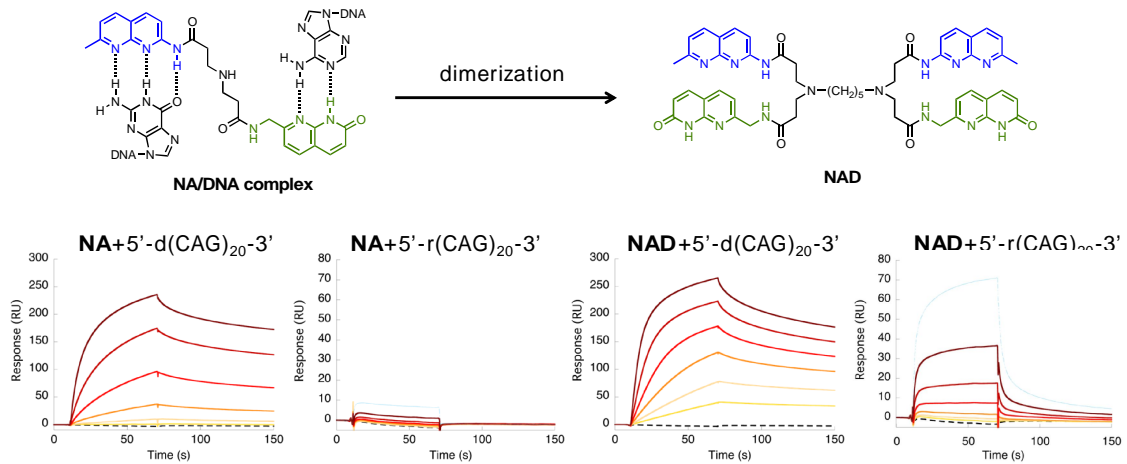 DNA
N
N
N
N
H
O
N
N
N
N
NH
H
N
H
H
H
H
N
N
H
N
O
O
N
H
N
N
O
N
N
DNA
NA/DNA complex
dimerization
N
N
NH
O
O
N
H
N
N
N
(CH2)5
N
O
N
H
N
NH
O
O
N
H
N
N
H
O
NAD
NA+5’-d(CAG)20-3’
NA+5’-r(CAG)20-3’
NAD+5’-d(CAG)20-3’
NAD+5’-r(CAG)20-3’
Response (RU)
300
250
200
150
100
50
0
0
50
100
150
Time (s)
Response (RU)
80
70
60
50
40
30
20
10
0
0
50
100
150
Time (s)
Response (RU)
300
250
200
150
100
50
0
0
50
100
150
Time (s)
Response (RU)
80
70
60
50
40
30
20
10
0
0
50
100
150
Time (s)